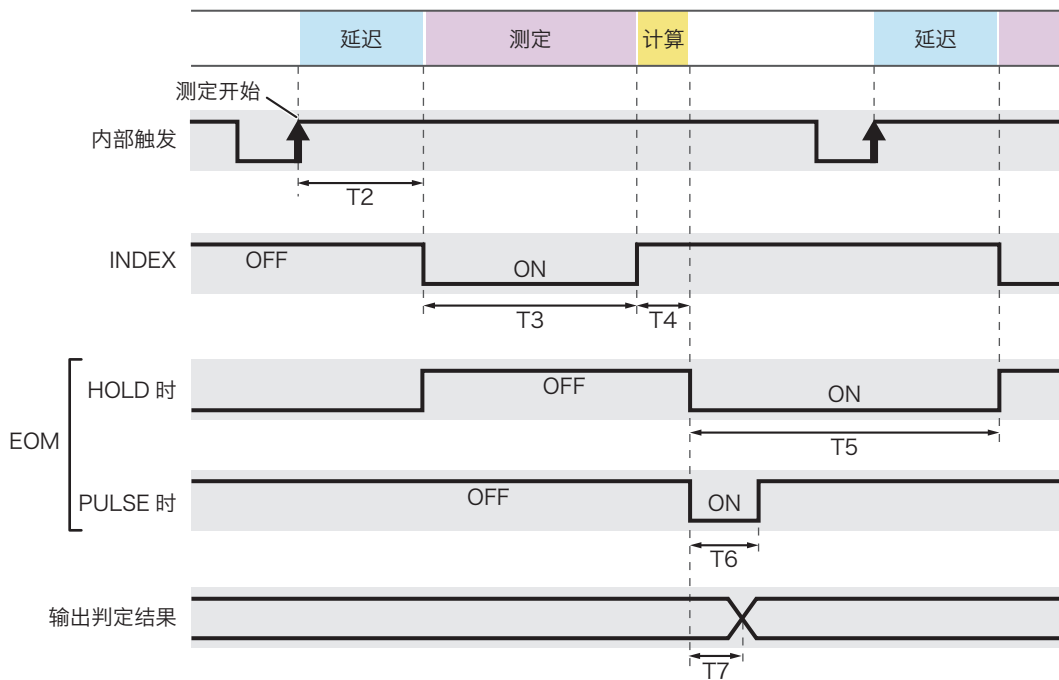 延迟 测定 计算 延迟
测定开始
内部触发
T2
INDEX OFF ON
T3 T4
HOLD 时 OFF ON
EOM
T5
PULSE 时 OFF ON
T6
输出判定结果
T7